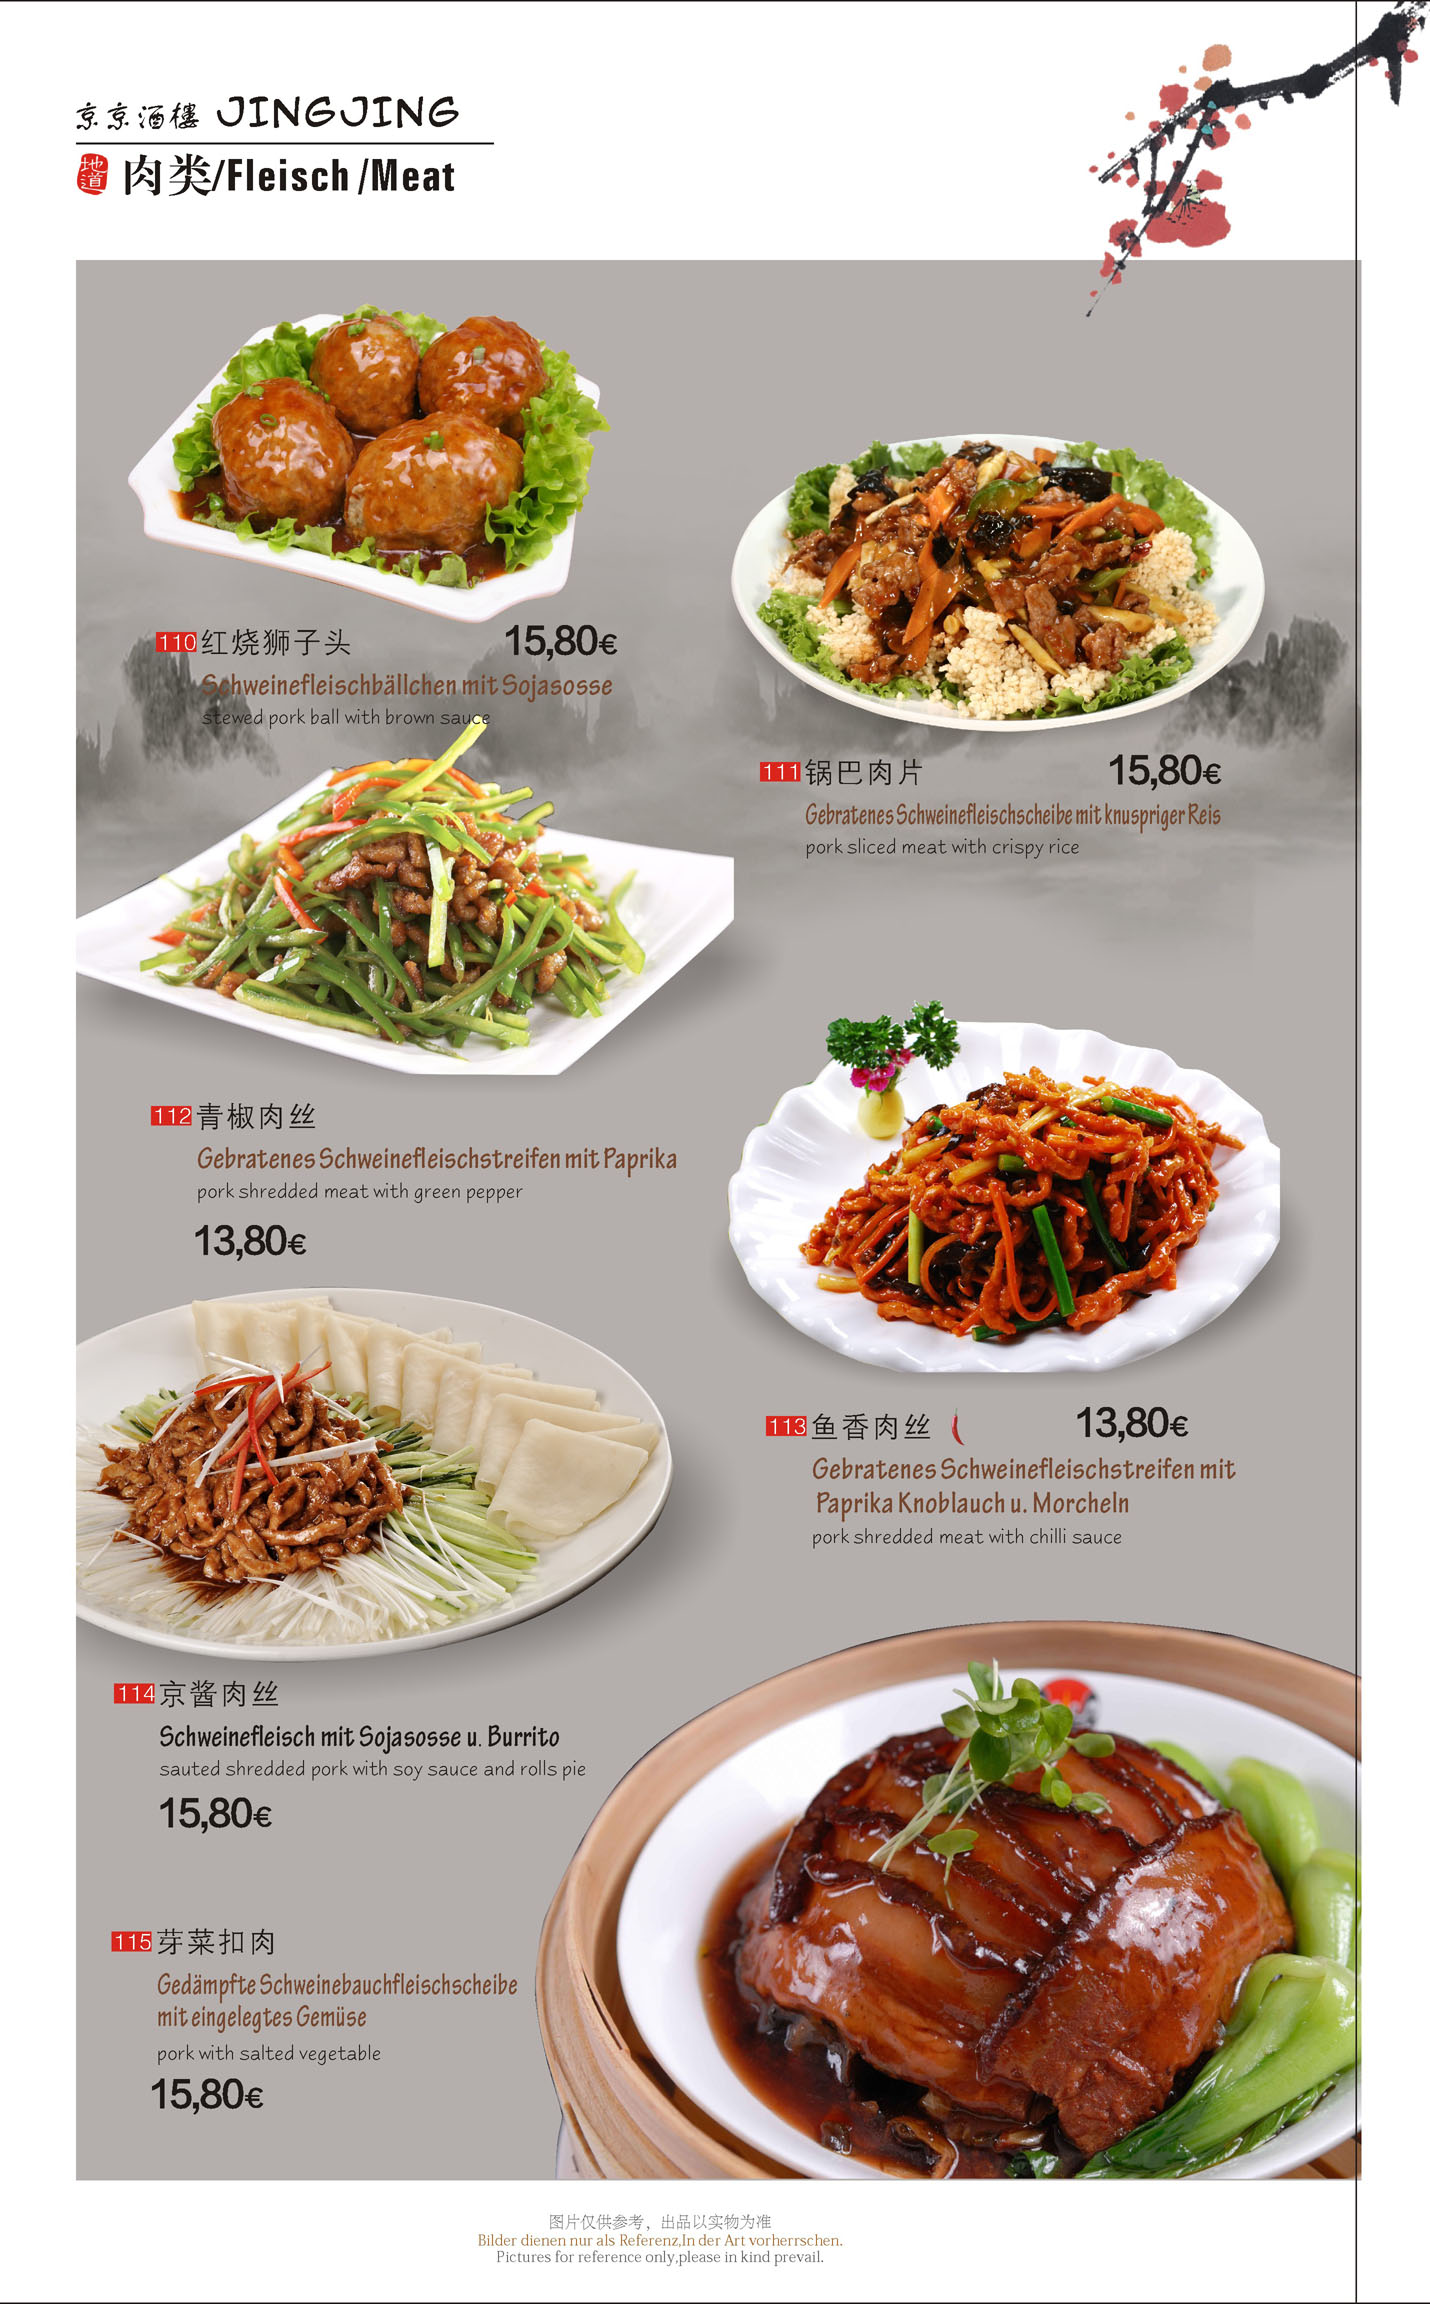 京京酒樓 JINGJING
地道 肉类/Fleisch /Meat
110 红烧狮子头 15,80€
Schweinefleischbällchen mit Sojasosse
stewed pork ball with brown sauce
111 锅巴肉片 15,80€
Gebratenes Schweinefleischscheibe mit knuspriger Reis
pork sliced meat with crispy rice
112 青椒肉丝
Gebratenes Schweinefleischstreifen mit Paprika
pork shredded meat with green pepper
13,80€
113 鱼香肉丝 13,80€
Gebratenes Schweinefleischstreifen mit
Paprika Knoblauch u. Morcheln
pork shredded meat with chilli sauce
114 京酱肉丝
Schweinefleisch mit Sojasosse u. Burrito
sauted shredded pork with soy sauce and rolls pie
15,80€
115 芽菜扣肉
Gedämpfte Schweinebauchfleischscheibe
mit eingelegtes Gemüse
pork with salted vegetable
15,80€
图片仅供参考，出品以实物为准
Bilder dienen nur als Referenz,In der Art vorherrschen.
Pictures for reference only,please in kind prevail.